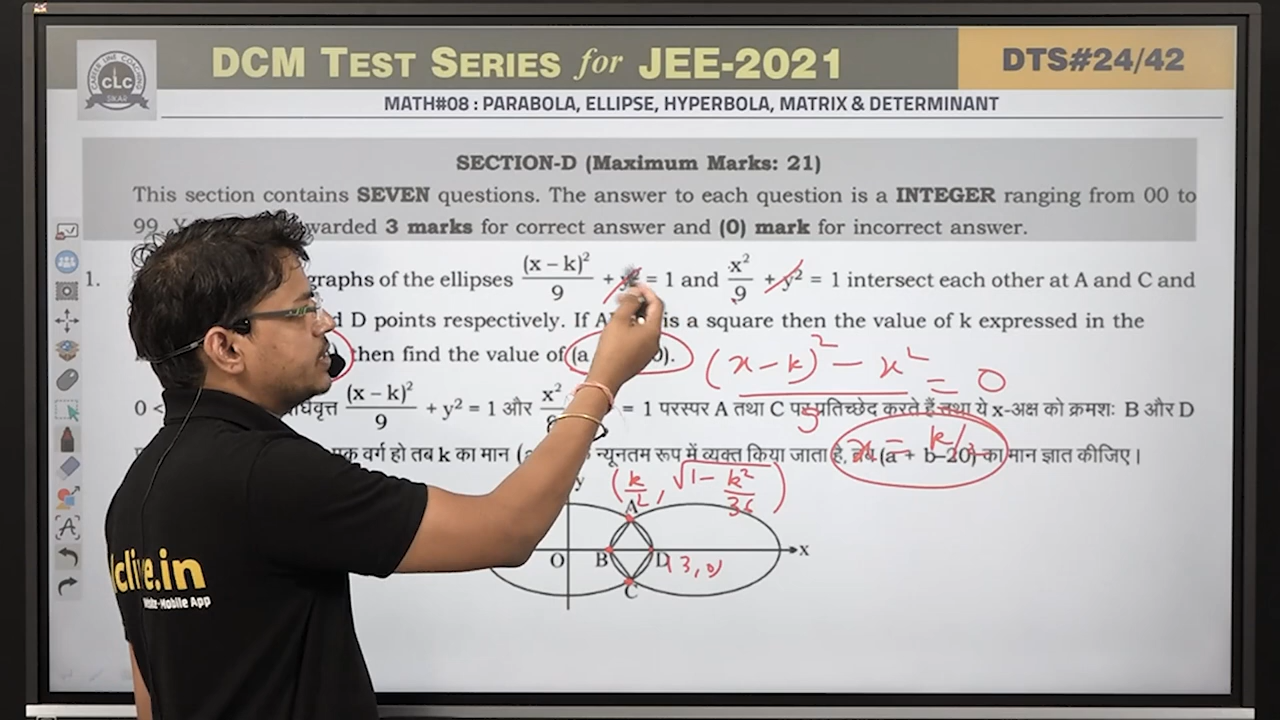 DCM TEST SERIES for JEE-2021
DTS#24/42
CLC
SIKAR
MATH#08 : PARABOLA, ELLIPSE, HYPERBOLA, MATRIX & DETERMINANT
SECTION-D (Maximum Marks: 21)
This section contains SEVEN questions. The answer to each question is a INTEGER ranging from 00 to
99. warded 3 marks for correct answer and (0) mark for incorrect answer.
1. graphs of the ellipses (x – k)²/9 + y² = 1 and x²/9 + y² = 1 intersect each other at A and C and
D points respectively. If is a square then the value of k expressed in the
then find the value of (a 0).
(x-k)² - x² = 0
0 < (x – k)²/9 + y² = 1 और x² = 1 परस्पर A तथा C पर प्रतिच्छेद करते हैं तथा ये x-अक्ष को क्रमशः B और D
एक वर्ग हो तब k का मान न्यूनतम रूप में व्यक्त किया जाता है, (a + b–20) का मान ज्ञात कीजिए।
x = k/2
(k/2, √1 - k²/36)
y
A
O B D (3,0) x
C
clive.in
Mobile App